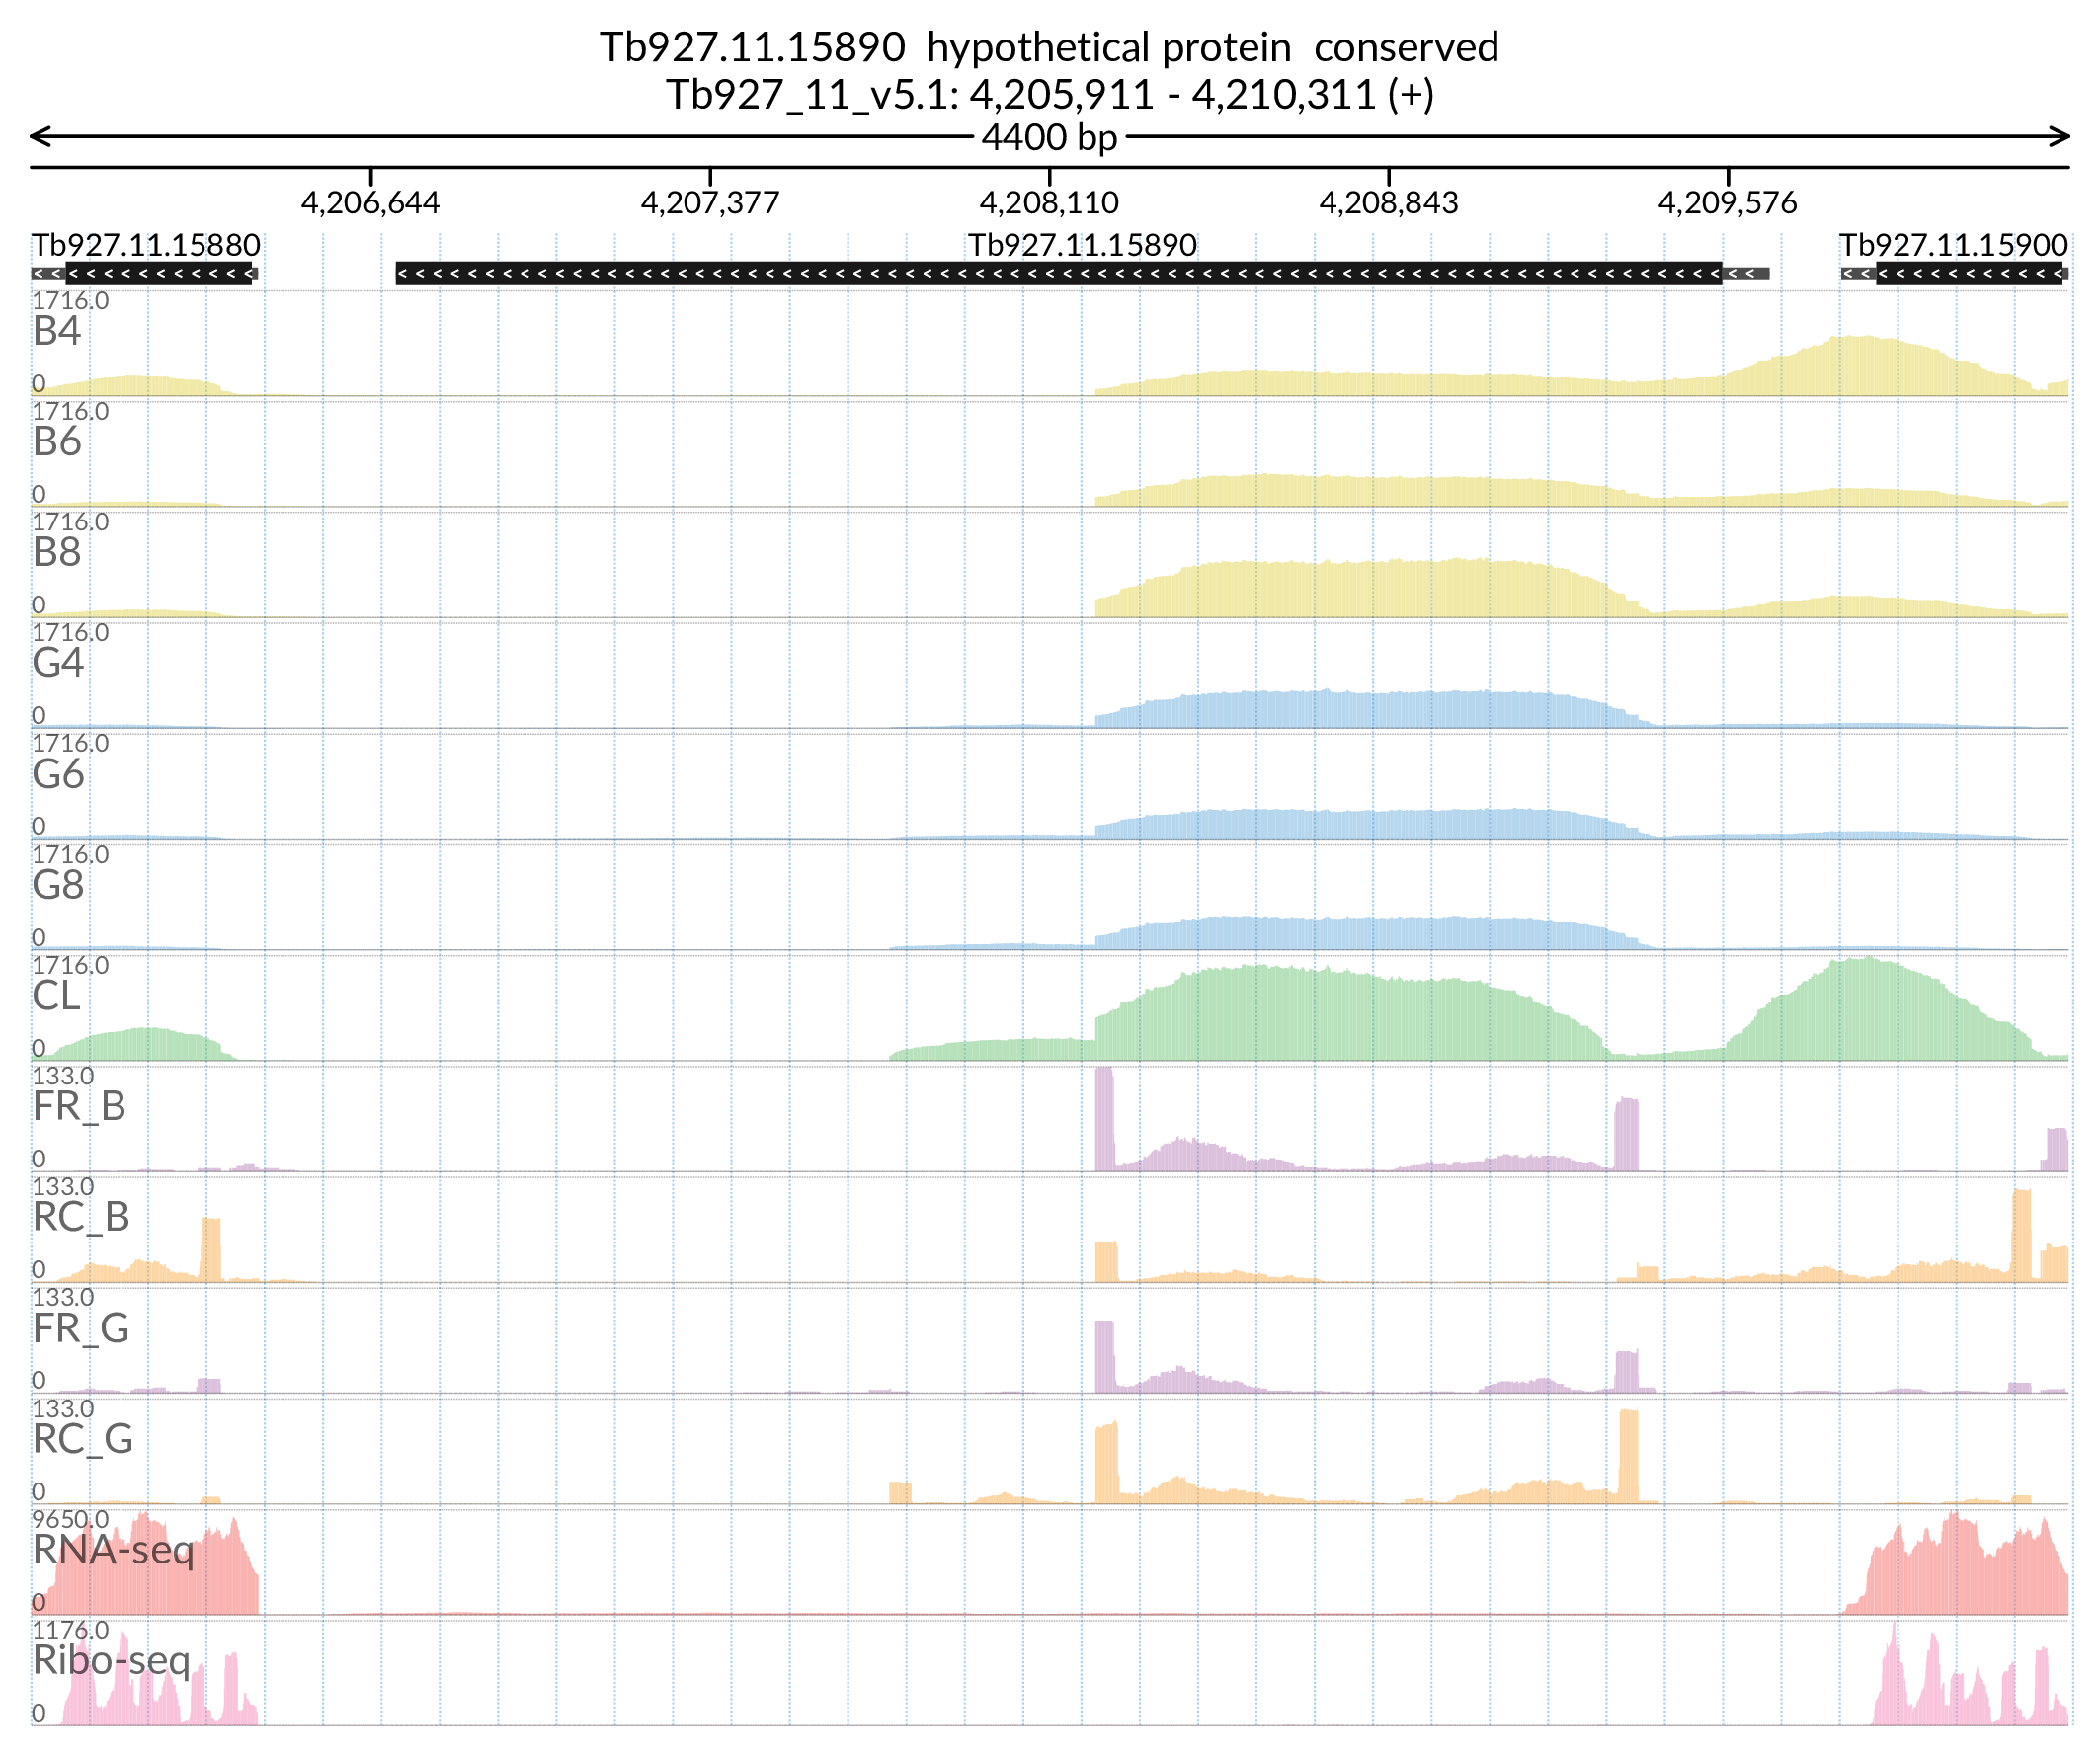 Tb927.11.15890 hypothetical protein conserved
Tb927_11_v5.1: 4,205,911 - 4,210,311 (+)
4400 bp
4,206,644 4,207,377 4,208,110 4,208,843 4,209,576
Tb927.11.15880 Tb927.11.15890 Tb927.11.15900
1716.0
B4
0
1716.0
B6
0
1716.0
B8
0
1716.0
G4
0
1716.0
G6
0
1716.0
G8
0
1716.0
CL
0
133.0
FR_B
0
133.0
RC_B
0
133.0
FR_G
0
133.0
RC_G
0
9650.0
RNA-seq
0
1176.0
Ribo-seq
0